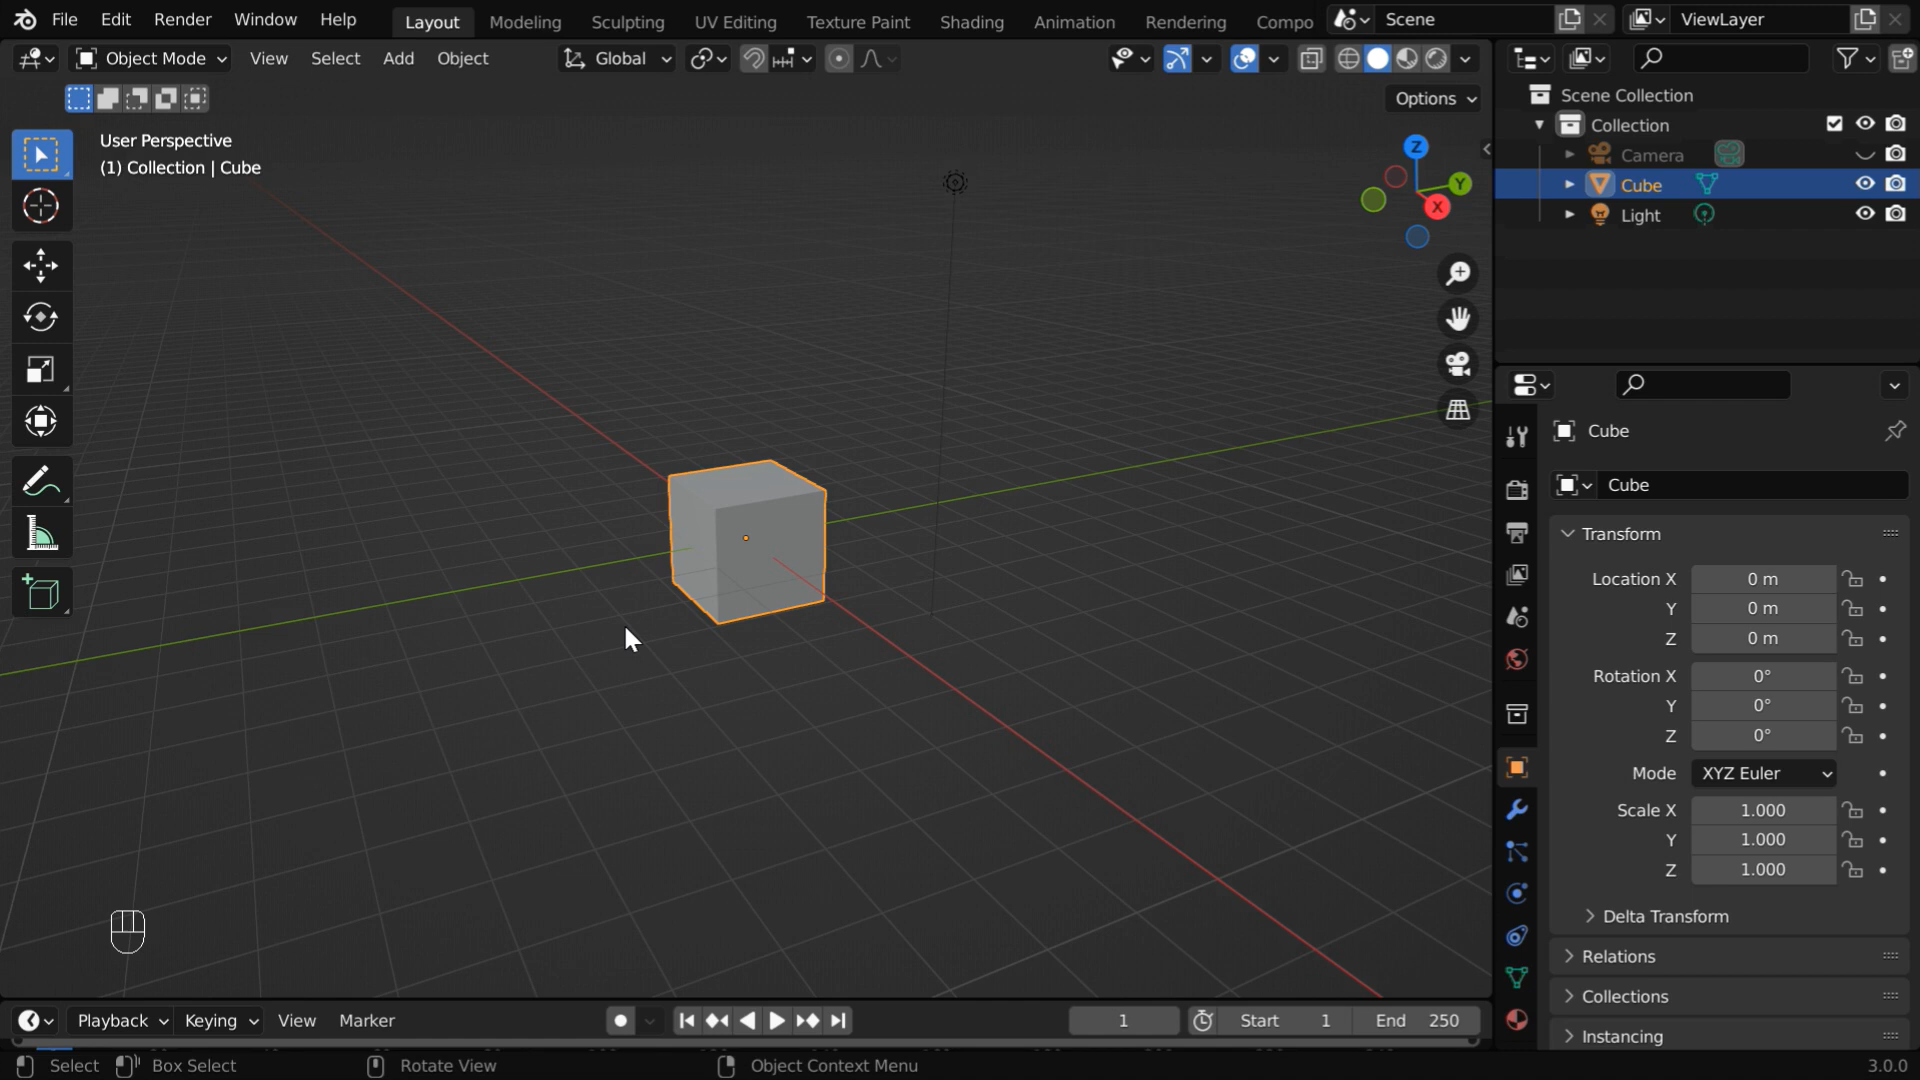 File Edit Render Window Help Layout Modeling Sculpting UV Editing Texture Paint Shading Animation Rendering Compo Scene ViewLayer
Object Mode View Select Add Object Global
Options
User Perspective
(1) Collection | Cube
Z
Y
X
Scene Collection
Collection
Camera
Cube
Light
Cube
Cube
Transform
Location X 0 m
Y 0 m
Z 0 m
Rotation X 0°
Y 0°
Z 0°
Mode XYZ Euler
Scale X 1.000
Y 1.000
Z 1.000
Delta Transform
Relations
Collections
Instancing
Playback Keying View Marker 1 Start 1 End 250
Select Box Select Rotate View Object Context Menu 3.0.0